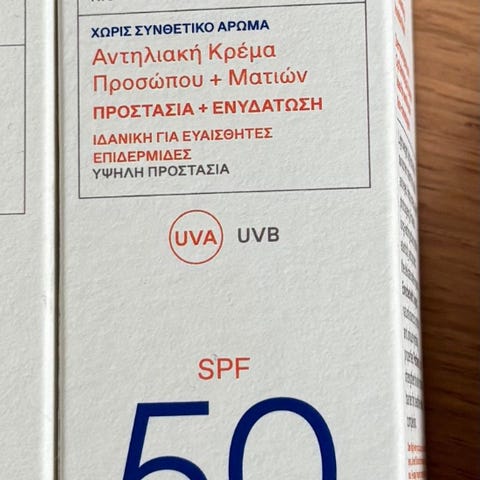 ΧΩΡΙΣ ΣΥΝΘΕΤΙΚΟ ΑΡΩΜΑ
Αντηλιακή Κρέμα
Προσώπου + Ματιών
ΠΡΟΣΤΑΣΙΑ + ΕΝΥΔΑΤΩΣΗ
ΙΔΑΝΙΚΗ ΓΙΑ ΕΥΑΙΣΘΗΤΕΣ
ΕΠΙΔΕΡΜΙΔΕΣ
ΥΨΗΛΗ ΠΡΟΣΤΑΣΙΑ
UVA UVB
SPF
50